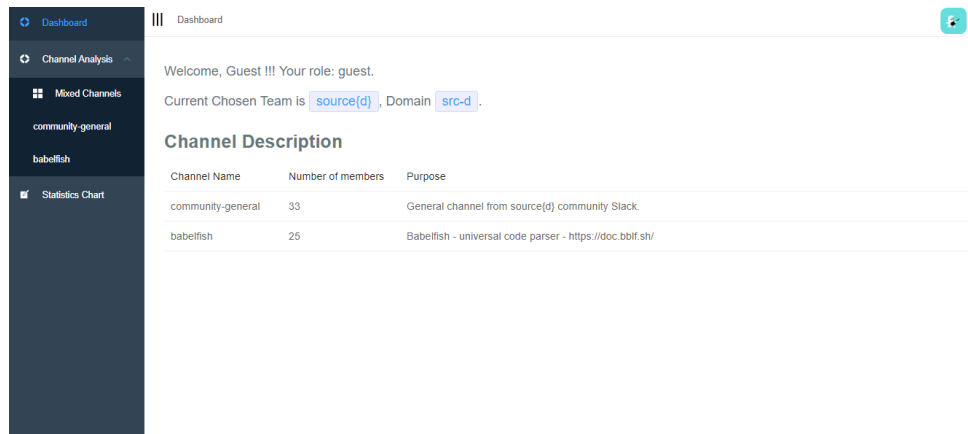 Dashboard
Channel Analysis
Mixed Channels
community-general
babelfish
Statistics Chart
Dashboard
Welcome, Guest !!! Your role: guest.
Current Chosen Team is source{d} , Domain src-d .
Channel Description
Channel Name Number of members Purpose
community-general 33 General channel from source{d} community Slack.
babelfish 25 Babelfish - universal code parser - https://doc.bblf.sh/